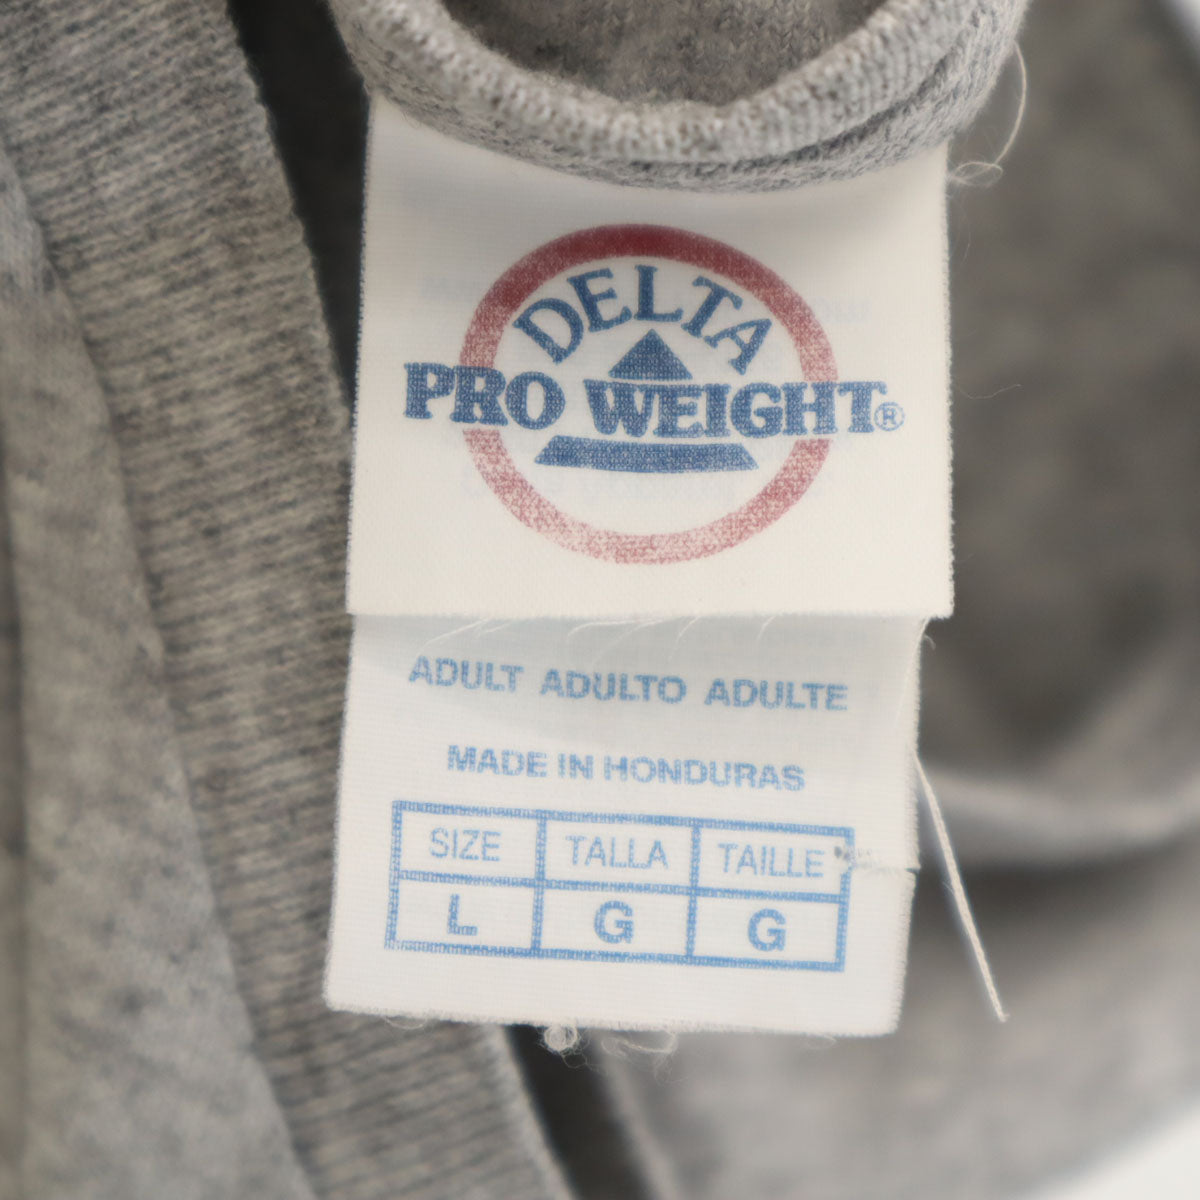 DELTA
PRO WEIGHT®
ADULT ADULTO ADULTE
MADE IN HONDURAS
SIZE TALLA TAILLE
L G G